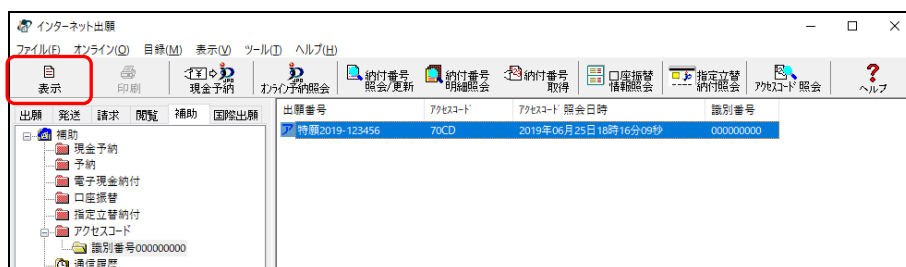 インターネット出願
ファイル(F) オンライン(O) 目録(M) 表示(V) ツール(T) ヘルプ(H)
表示 印刷 現金予納 オンライン予納照会 納付番号照会/更新 納付番号明細照会 納付番号取得 口座振替情報照会 指定立替納付照会 アクセスコード照会 ヘルプ
出願 発送 請求 閲覧 補助 国際出願
出願番号 アクセスコード アクセスコード 照会日時 識別番号
ア 特願2019-123456 70CD 2019年06月25日18時16分09秒 000000000
補助
現金予納
予納
電子現金納付
口座振替
指定立替納付
アクセスコード
識別番号000000000
通信履歴